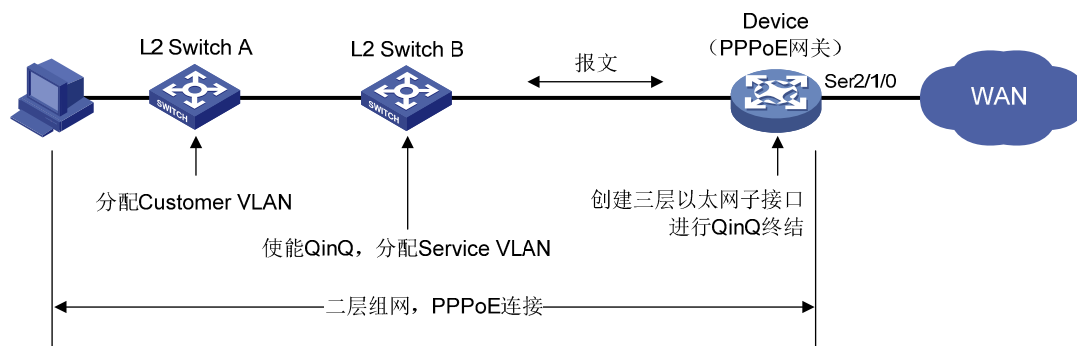 Device
（PPPoE网关）
L2 Switch A
L2 Switch B
报文
Ser2/1/0
WAN
SWITCH
SWITCH
分配Customer VLAN
使能QinQ，分配Service VLAN
创建三层以太网子接口
进行QinQ终结
二层组网，PPPoE连接